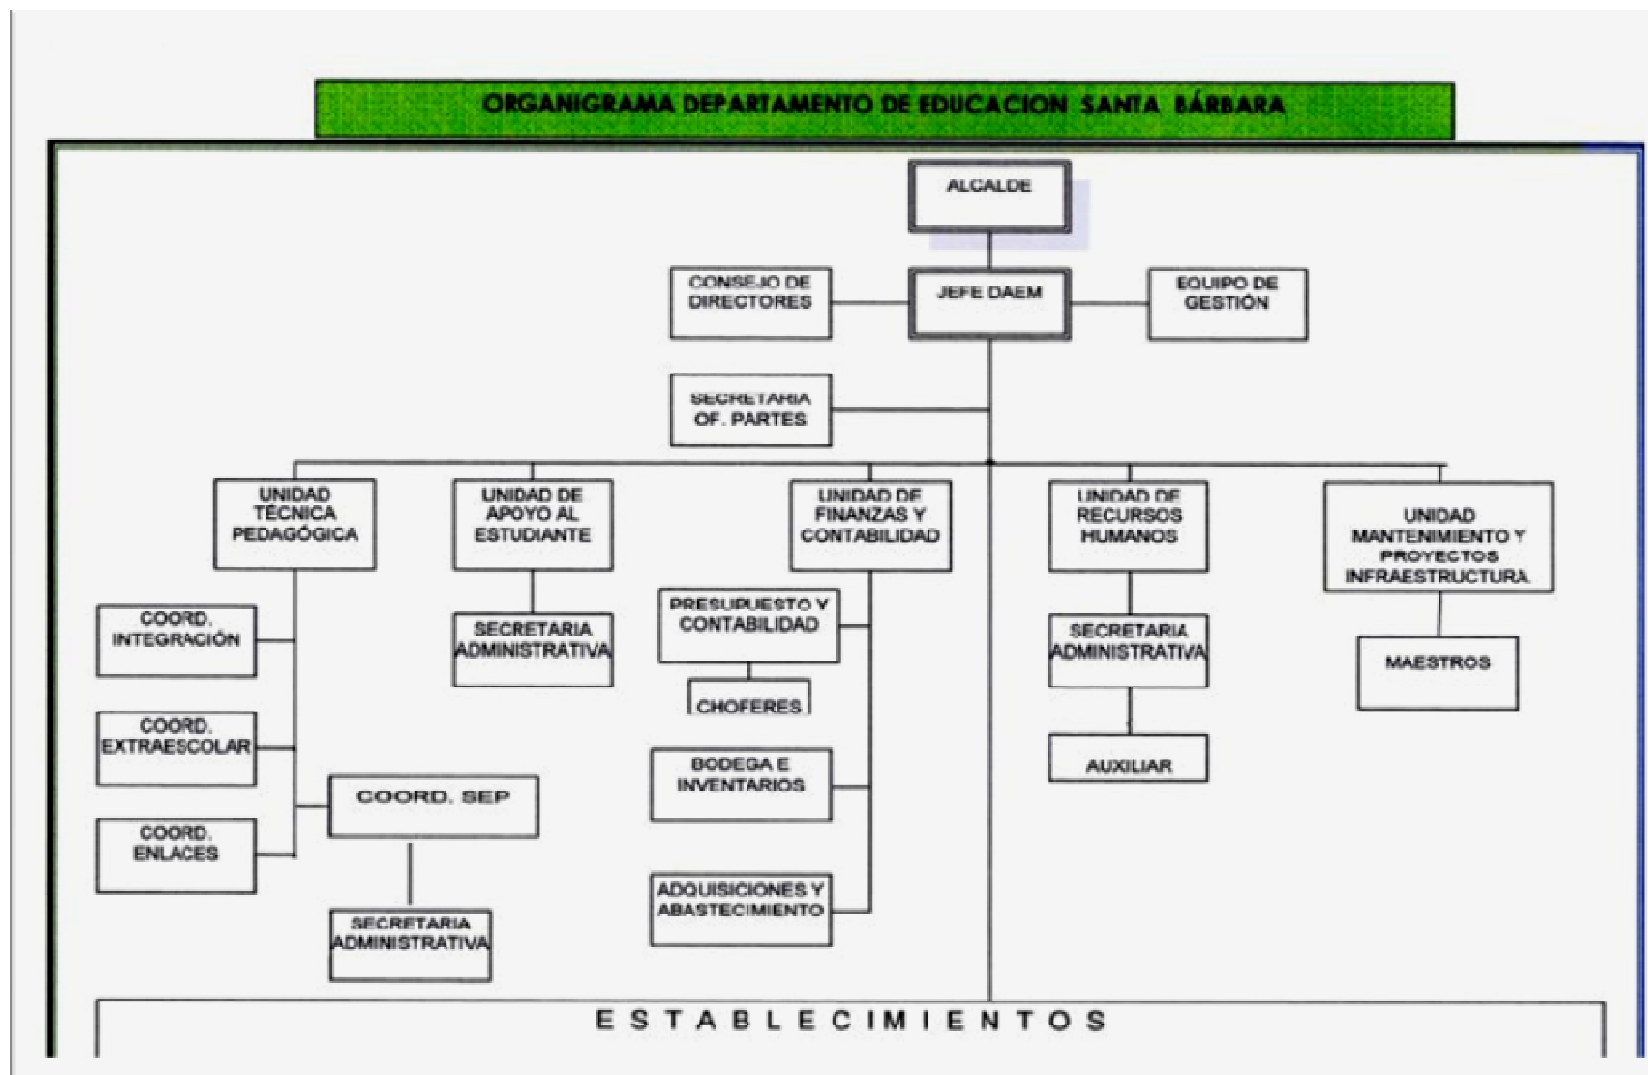 ORGANIGRAMA DEPARTAMENTO DE EDUCACION SANTA BÁRBARA
ALCALDE
CONSEJO DE
DIRECTORES
JEFE DAEM
EQUIPO DE
GESTIÓN
SECRETARIA
OF. PARTES
UNIDAD
TÉCNICA
PEDAGÓGICA
UNIDAD DE
APOYO AL
ESTUDIANTE
UNIDAD DE
FINANZAS Y
CONTABILIDAD
UNIDAD DE
RECURSOS
HUMANOS
UNIDAD
MANTENIMIENTO Y
PROYECTOS
INFRAESTRUCTURA
COORD.
INTEGRACIÓN
SECRETARIA
ADMINISTRATIVA
PRESUPUESTO Y
CONTABILIDAD
SECRETARIA
ADMINISTRATIVA
MAESTROS
CHOFERES
COORD.
EXTRAESCOLAR
BODEGA E
INVENTARIOS
AUXILIAR
COORD. SEP
COORD.
ENLACES
ADQUISICIONES Y
ABASTECIMIENTO
SECRETARIA
ADMINISTRATIVA
ESTABLECIMIENTOS